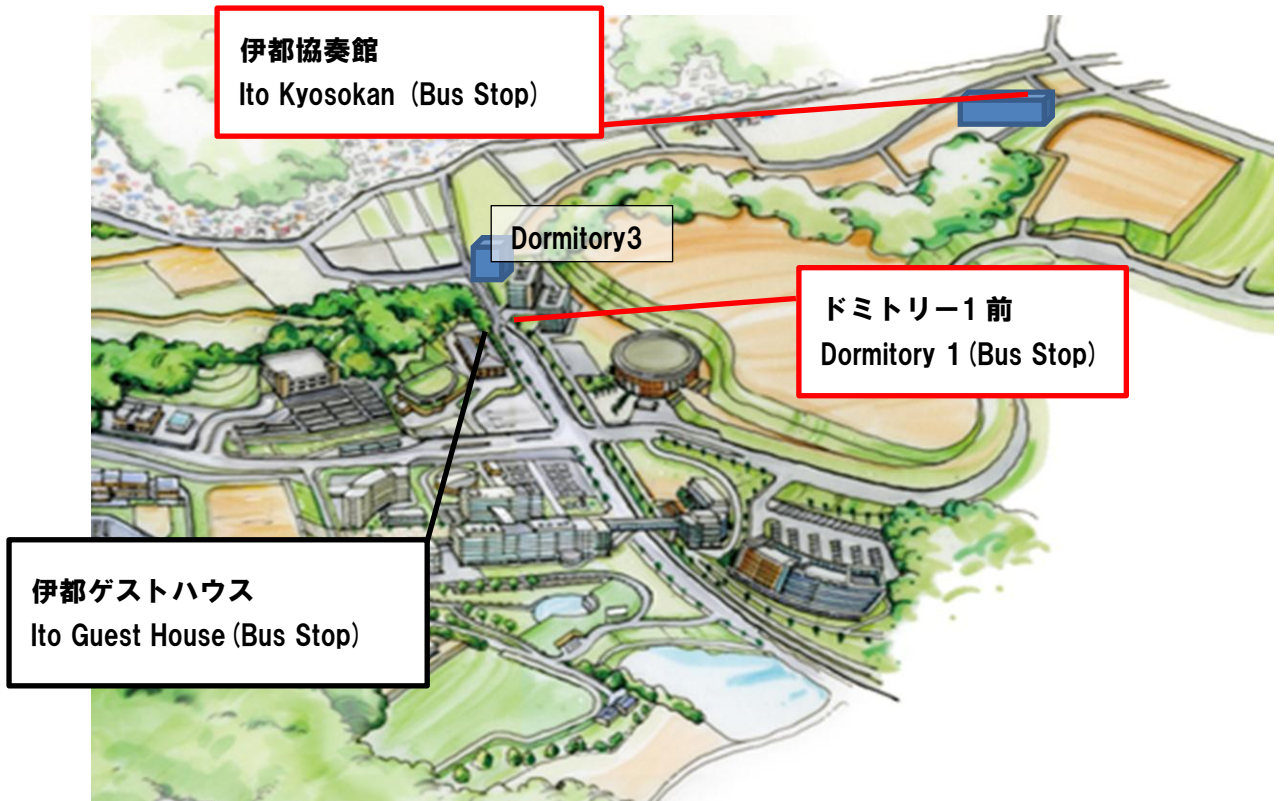 伊都協奏館
Ito Kyosokan (Bus Stop)
Dormitory3
ドミトリー1 前
Dormitory 1 (Bus Stop)
伊都ゲストハウス
Ito Guest House (Bus Stop)